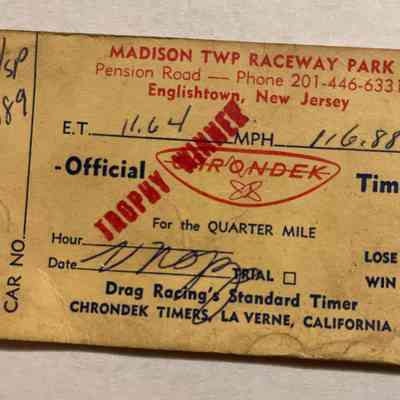 MADISON TWP RACEWAY PARK
Pension Road — Phone 201-446-6331
Englishtown, New Jersey
E.T. 11.64 MPH 116.88
TROPHY WINNER
Official CHRONDEK Tim
For the QUARTER MILE
Hour
LOSE
Date
TRIAL
WIN
Drag Racing's Standard Timer
CHRONDEK TIMERS, LA VERNE, CALIFORNIA
CAR NO.
89